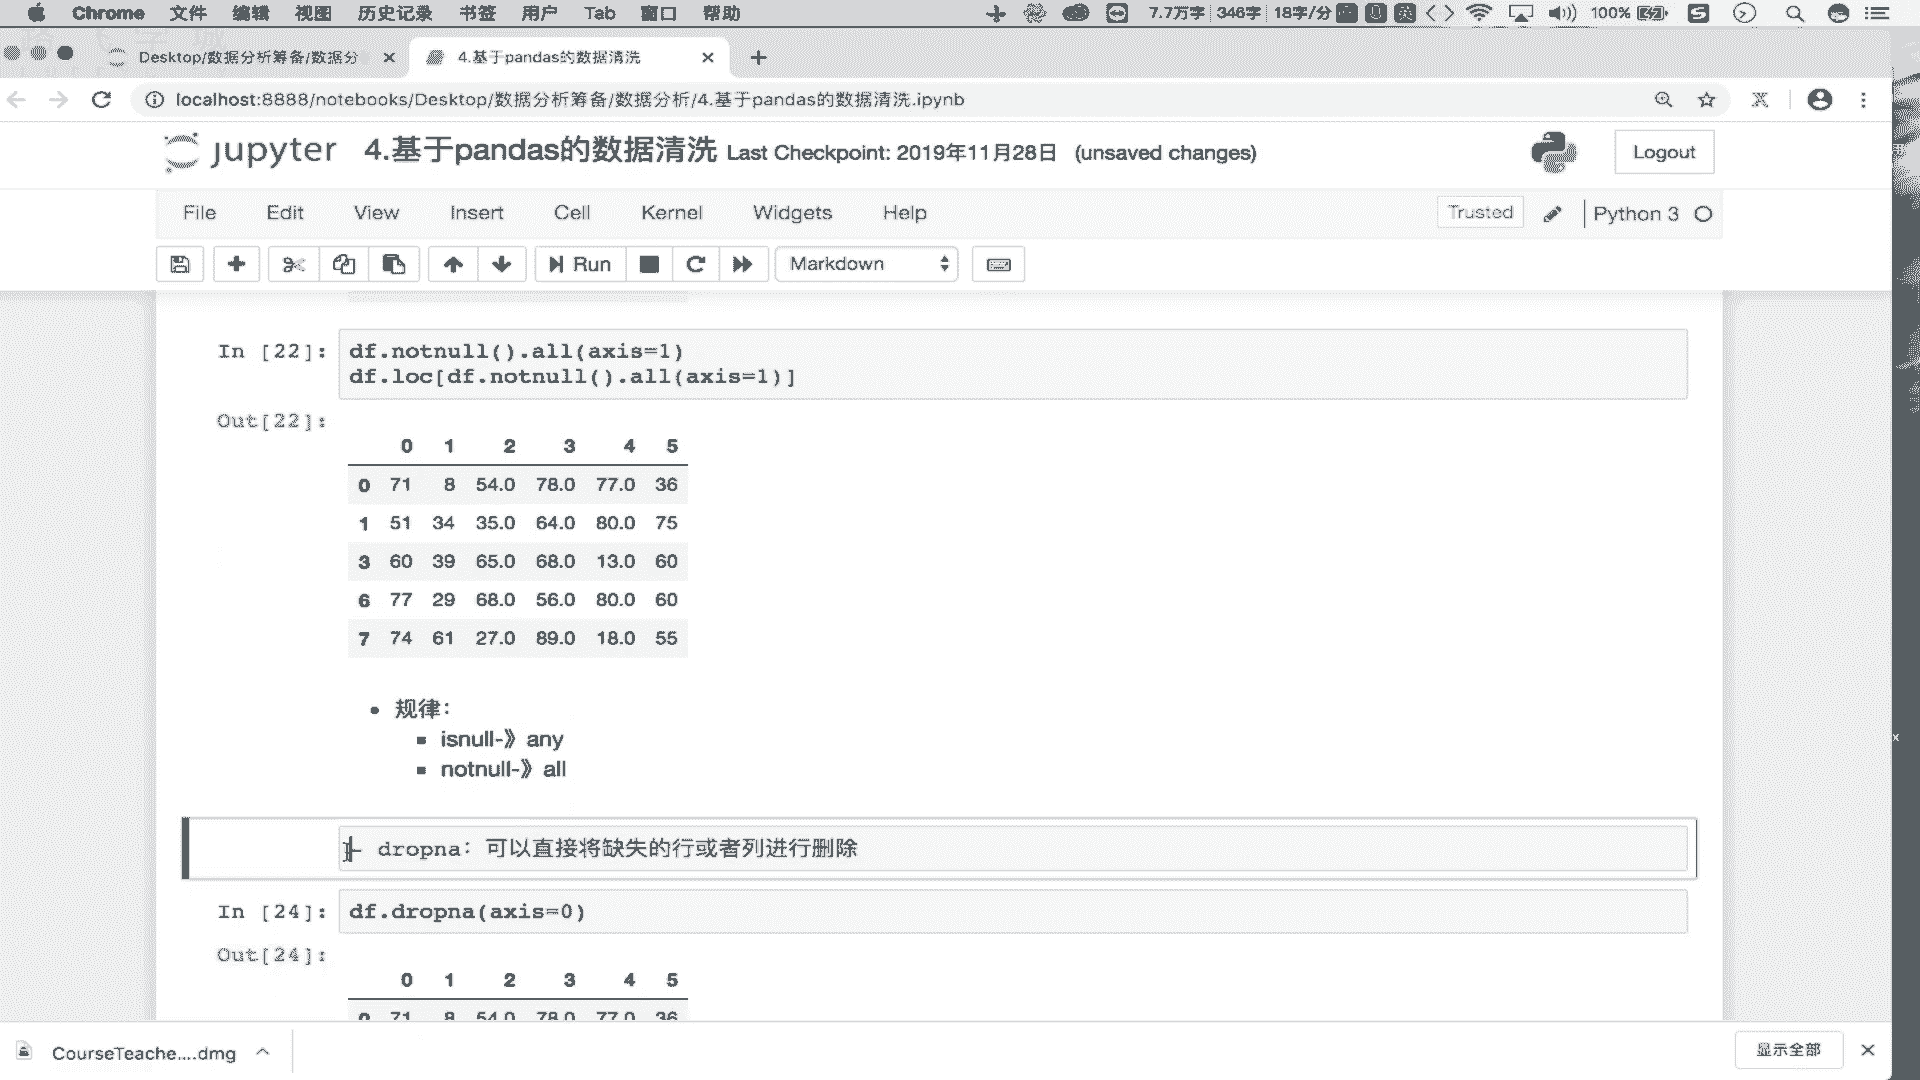 Chrome 文件 编辑 视图 历史记录 书签 用户 Tab 窗口 帮助 7.7万字 346字 18字/分 英 100%
Desktop/数据分析筹备/数据分 4.基于pandas的数据清洗
localhost:8888/notebooks/Desktop/数据分析筹备/数据分析/4.基于pandas的数据清洗.ipynb
jupyter 4.基于pandas的数据清洗 Last Checkpoint: 2019年11月28日 (unsaved changes) Logout
File Edit View Insert Cell Kernel Widgets Help Trusted Python 3
Run Markdown
In [22]: df.notnull().all(axis=1)
df.loc[df.notnull().all(axis=1)]
Out[22]:
0 1 2 3 4 5
0 71 8 54.0 78.0 77.0 36
1 51 34 35.0 64.0 80.0 75
3 60 39 65.0 68.0 13.0 60
6 77 29 68.0 56.0 80.0 60
7 74 61 27.0 89.0 18.0 55
• 规律：
▪ isnull-》any
▪ notnull-》all
- dropna：可以直接将缺失的行或者列进行删除
In [24]: df.dropna(axis=0)
Out[24]:
0 1 2 3 4 5
0 71 8 54.0 78.0 77.0 36
CourseTeache....dmg 显示全部